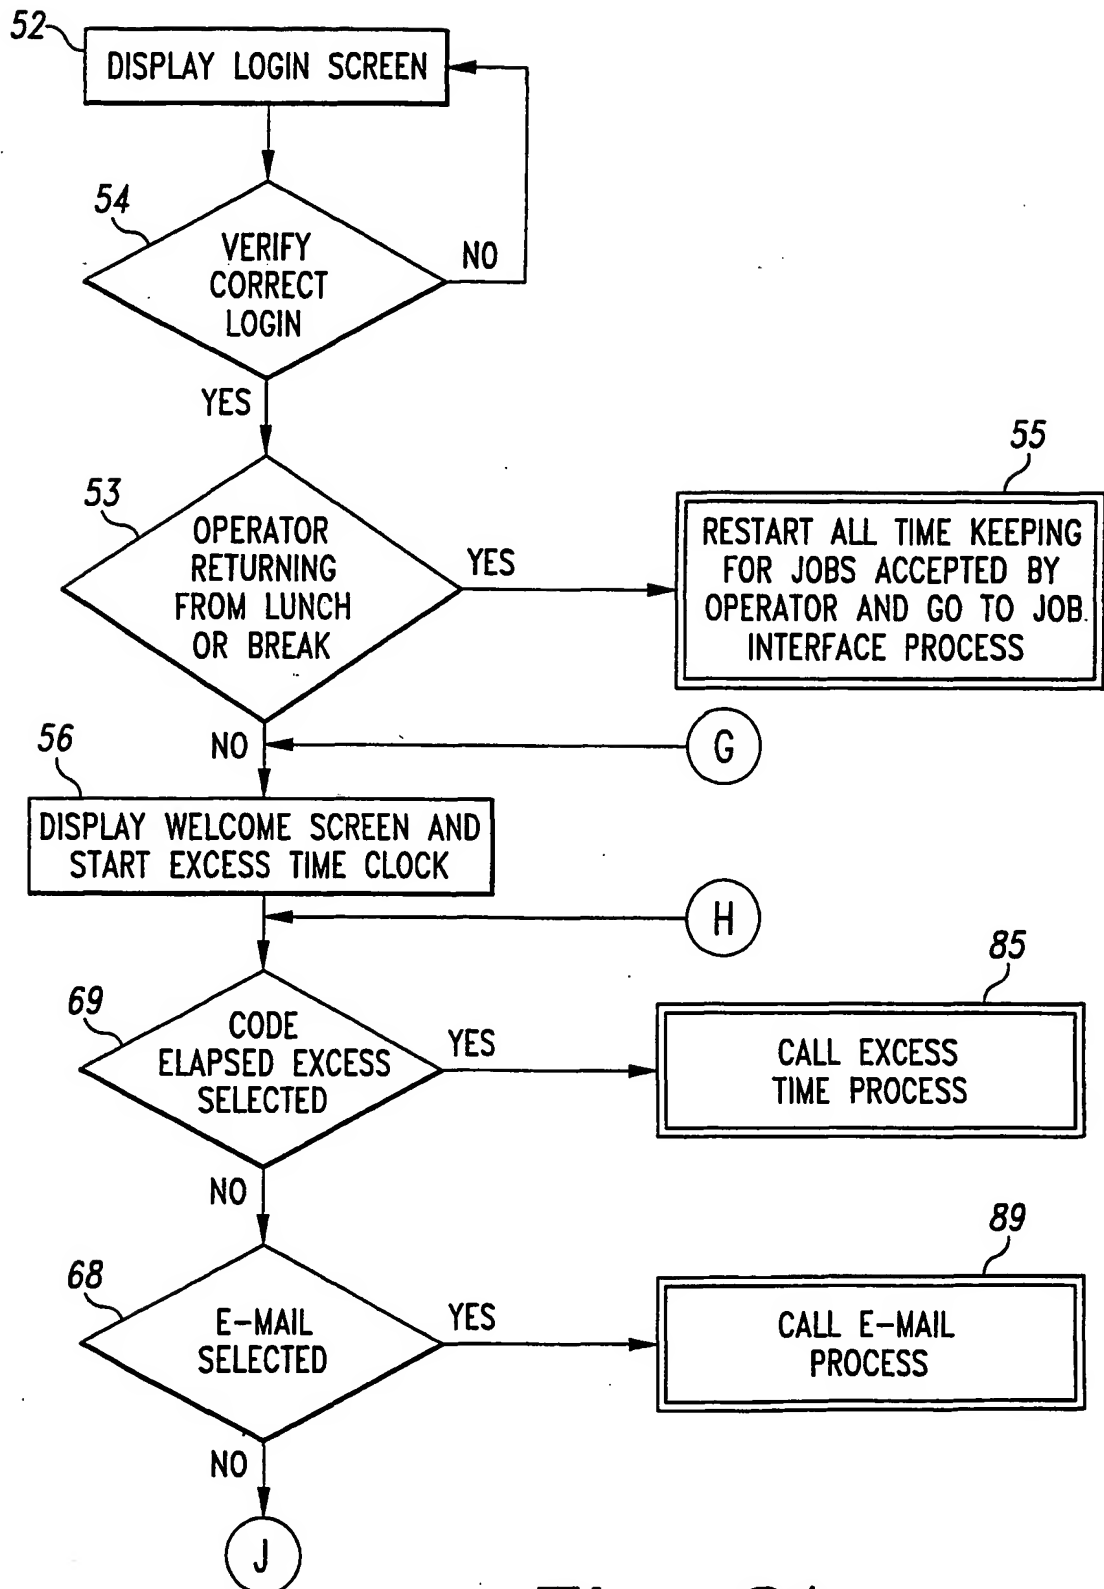 52
DISPLAY LOGIN SCREEN
54
VERIFY
CORRECT
LOGIN
NO
YES
53
OPERATOR
RETURNING
FROM LUNCH
OR BREAK
YES
55
RESTART ALL TIME KEEPING
FOR JOBS ACCEPTED BY
OPERATOR AND GO TO JOB
INTERFACE PROCESS
NO
G
56
DISPLAY WELCOME SCREEN AND
START EXCESS TIME CLOCK
H
69
CODE
ELAPSED EXCESS
SELECTED
YES
85
CALL EXCESS
TIME PROCESS
NO
68
E-MAIL
SELECTED
YES
89
CALL E-MAIL
PROCESS
NO
J